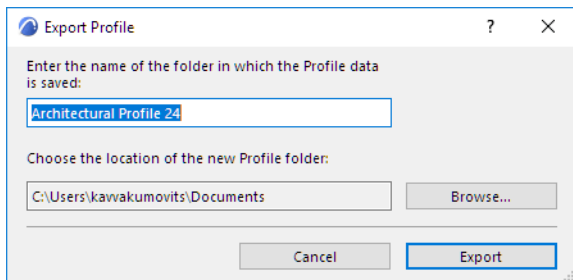 Export Profile
Enter the name of the folder in which the Profile data
is saved:
Architectural Profile 24
Choose the location of the new Profile folder:
C:\Users\kawakumovits\Documents
Browse...
Cancel
Export